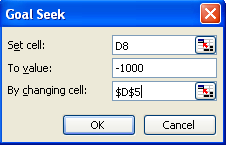 Goal Seek
Set cell: D8
To value: -1000
By changing cell: $D$5
OK Cancel